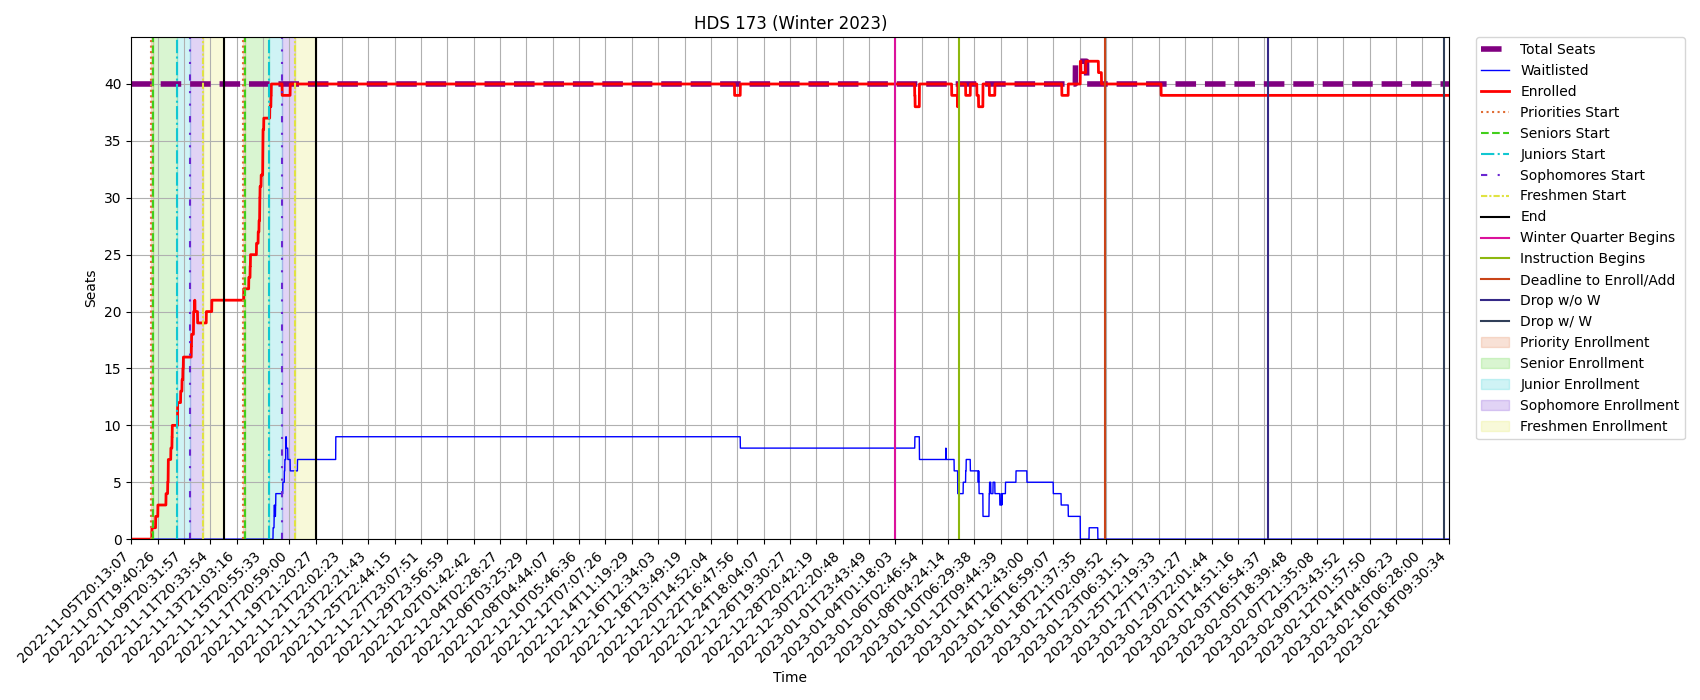 HDS 173 (Winter 2023)
Seats
40
35
30
25
20
15
10
5
0
2022-11-05T20:13:07
2022-11-07T19:40:26
2022-11-09T20:31:57
2022-11-11T20:33:54
2022-11-13T21:03:16
2022-11-15T20:55:33
2022-11-17T20:59:00
2022-11-19T21:20:27
2022-11-21T22:02:23
2022-11-23T22:21:43
2022-11-25T22:44:15
2022-11-27T23:07:51
2022-11-29T23:56:59
2022-12-02T01:42:42
2022-12-04T02:28:27
2022-12-06T03:25:29
2022-12-08T04:44:07
2022-12-10T05:46:36
2022-12-12T07:07:26
2022-12-14T11:19:29
2022-12-16T12:34:03
2022-12-18T13:49:19
2022-12-20T14:52:04
2022-12-22T16:47:56
2022-12-24T18:04:07
2022-12-26T19:30:27
2022-12-28T20:42:19
2022-12-30T22:20:48
2023-01-01T23:43:49
2023-01-04T01:18:03
2023-01-06T02:46:54
2023-01-08T04:24:14
2023-01-10T06:29:38
2023-01-12T09:44:39
2023-01-14T12:43:00
2023-01-16T16:59:07
2023-01-18T21:37:35
2023-01-21T02:09:52
2023-01-23T06:31:51
2023-01-25T12:19:33
2023-01-27T17:31:27
2023-01-29T22:01:44
2023-02-01T14:51:16
2023-02-03T16:54:37
2023-02-05T18:39:48
2023-02-07T21:35:08
2023-02-09T23:43:52
2023-02-12T01:57:50
2023-02-14T04:06:23
2023-02-16T06:28:00
2023-02-18T09:30:34
Time
Total Seats
Waitlisted
Enrolled
Priorities Start
Seniors Start
Juniors Start
Sophomores Start
Freshmen Start
End
Winter Quarter Begins
Instruction Begins
Deadline to Enroll/Add
Drop w/o W
Drop w/ W
Priority Enrollment
Senior Enrollment
Junior Enrollment
Sophomore Enrollment
Freshmen Enrollment